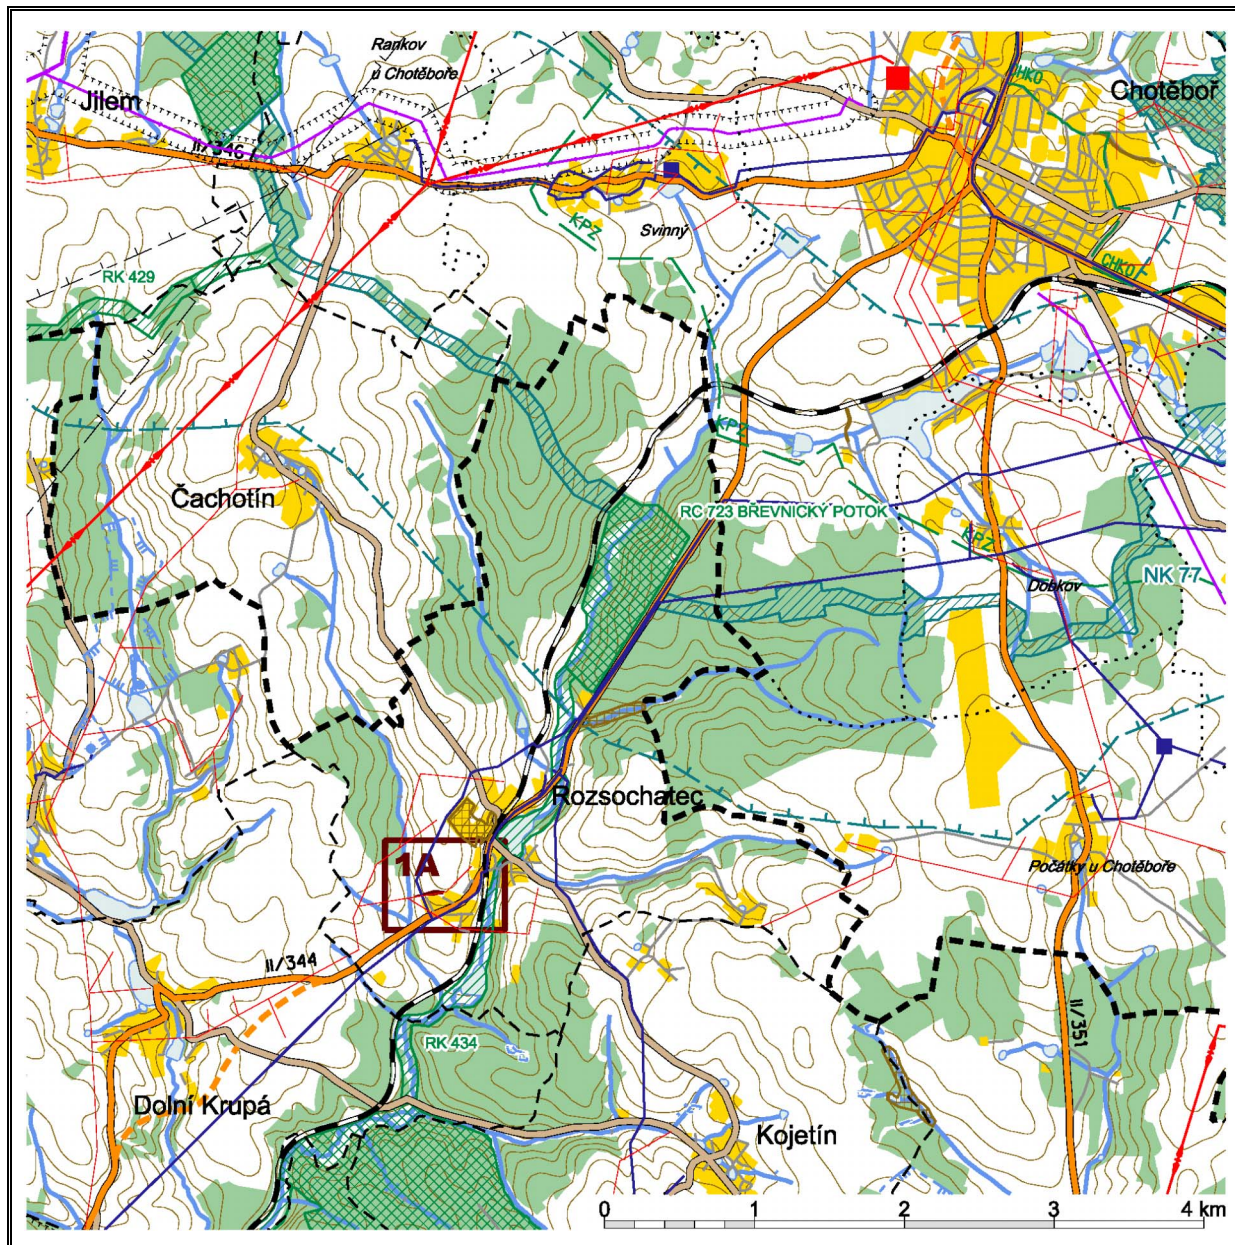 Rankov
u Chotěboře
Jilem
Chotěboř
CHKO
II/346
KPZ
Svinný
CHKO
RK 429
KPZ
Čachotín
RC 723 BŘEVNICKÝ POTOK
KPZ
NK 77
Dobkov
Rozsochatec
1A
Počátky u Chotěboře
II/344
II/351
RK 434
Dolní Krupá
Kojetín
0 1 2 3 4 km